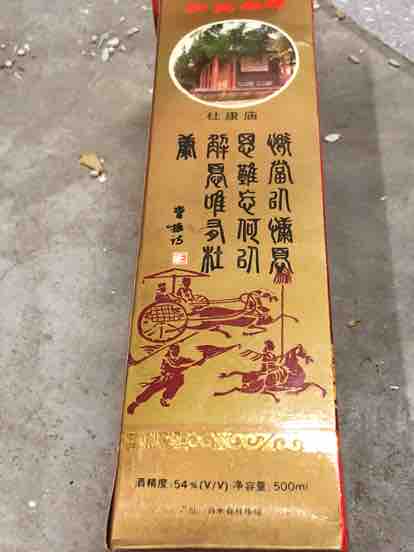 杜康庙
慨當以慷憂
思難忘何以
解憂唯有杜
康
曹操诗
酒精度:54%(V/V) 净容量:500ml